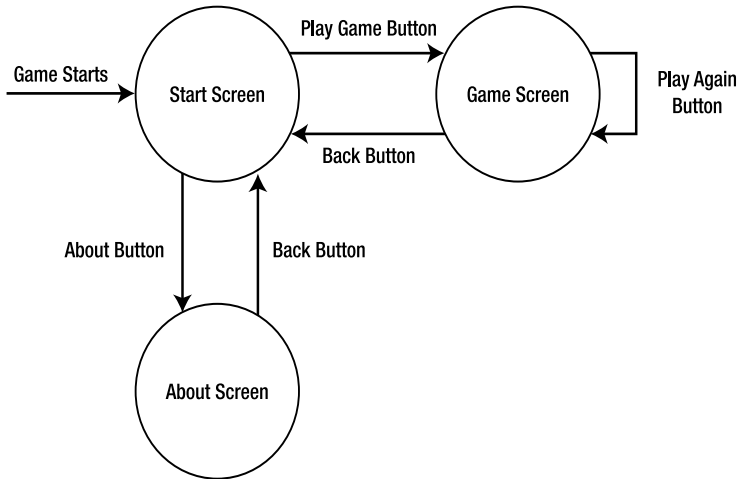 Play Game Button
Game Starts
Start Screen
Game Screen
Play Again
Button
Back Button
About Button
Back Button
About Screen